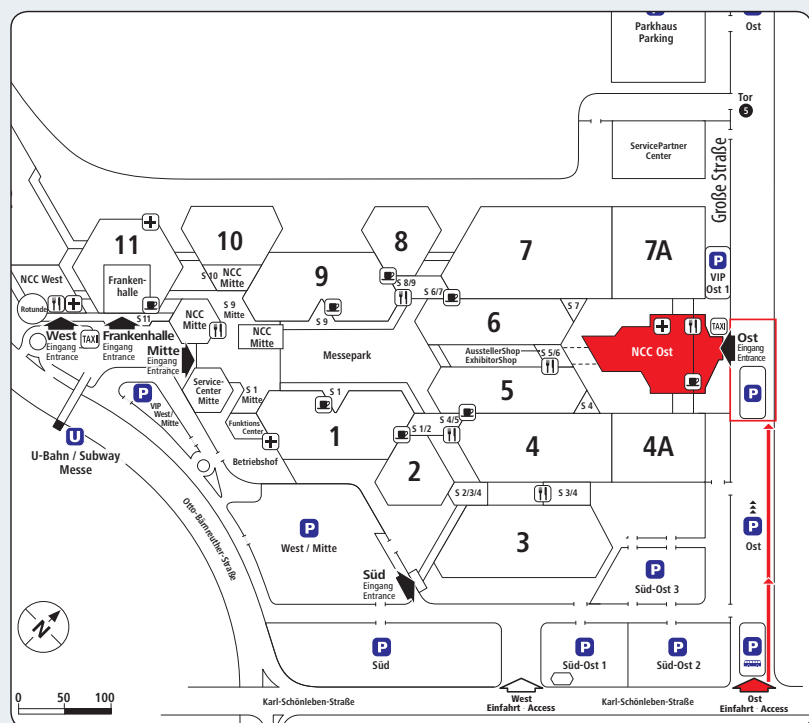 P
Parkhaus
Parking
Ost
Tor
5
ServicePartner
Center
Große Straße
11
10
8
7
7A
P
VIP
Ost 1
NCC West
Franken-
halle
S 10
NCC
Mitte
9
S 8/9
S 6/7
S 7
Rotunde
S 11
S 9
Mitte
S 9
6
West
Eingang
Entrance
TAXI
Frankenhalle
Eingang
Entrance
Mitte
Eingang
Entrance
NCC
Mitte
NCC
Mitte
Messepark
AusstellerShop
ExhibitorShop
S 5/6
NCC Ost
TAXI
Ost
Eingang
Entrance
P
P
VIP
West/
Mitte
Service-
Center
Mitte
S 1
Mitte
S 1
5
S 4
Funktions
Center
1
S 1/2
S 4/5
4
4A
U
U-Bahn / Subway
Messe
Betriebshof
2
S 2/3/4
S 3/4
Otto-Bärnreuther-Straße
P
West / Mitte
3
P
Ost
Süd
Eingang
Entrance
P
Süd-Ost 3
N
P
Süd
P
Süd-Ost 1
P
Süd-Ost 2
P
0 50 100
Karl-Schönleben-Straße
West
Einfahrt · Access
Karl-Schönleben-Straße
Ost
Einfahrt · Access